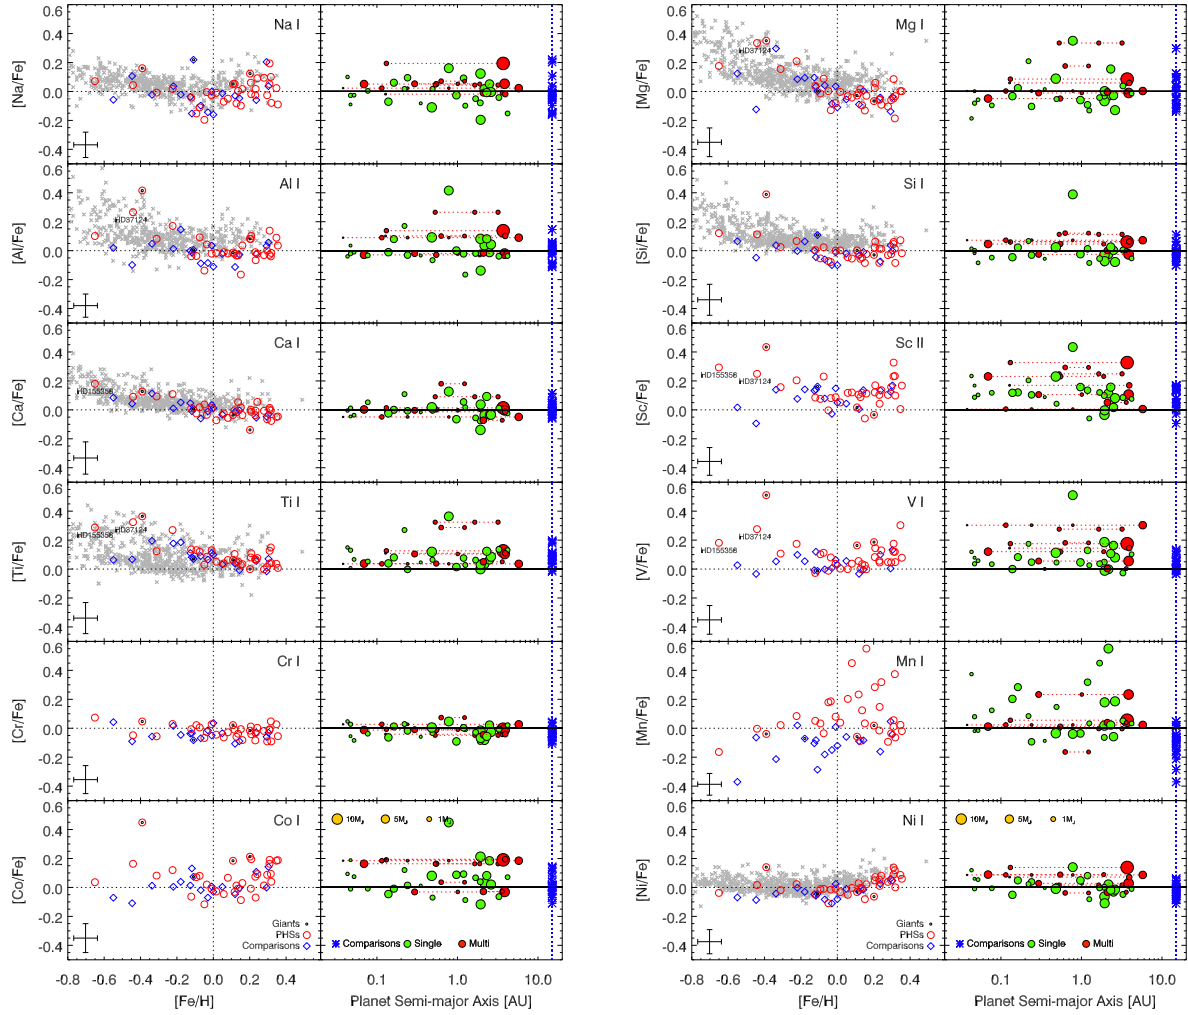 Na I
[Na/Fe]
0.6
0.4
0.2
0.0
-0.2
-0.4
Mg I
[Mg/Fe]
HD37124
0.6
0.4
0.2
0.0
-0.2
-0.4
Al I
[Al/Fe]
HD37124
0.6
0.4
0.2
0.0
-0.2
-0.4
Si I
[Si/Fe]
0.6
0.4
0.2
0.0
-0.2
-0.4
Ca I
[Ca/Fe]
HD155358
0.6
0.4
0.2
0.0
-0.2
-0.4
Sc II
[Sc/Fe]
HD155358
HD37124
0.6
0.4
0.2
0.0
-0.2
-0.4
Ti I
[Ti/Fe]
HD155358
HD37124
0.6
0.4
0.2
0.0
-0.2
-0.4
V I
[V/Fe]
HD155358
HD37124
0.6
0.4
0.2
0.0
-0.2
-0.4
Cr I
[Cr/Fe]
0.6
0.4
0.2
0.0
-0.2
-0.4
Mn I
[Mn/Fe]
0.6
0.4
0.2
0.0
-0.2
-0.4
Co I
[Co/Fe]
0.6
0.4
0.2
0.0
-0.2
-0.4
10MJ 5MJ 1MJ
Giants
PHSs
Comparisons
Comparisons Single Multi
Ni I
[Ni/Fe]
0.6
0.4
0.2
0.0
-0.2
-0.4
10MJ 5MJ 1MJ
Giants
PHSs
Comparisons
Comparisons Single Multi
-0.8 -0.6 -0.4 -0.2 0.0 0.2 0.4 0.1 1.0 10.0
[Fe/H] Planet Semi-major Axis [AU]
-0.8 -0.6 -0.4 -0.2 0.0 0.2 0.4 0.1 1.0 10.0
[Fe/H] Planet Semi-major Axis [AU]